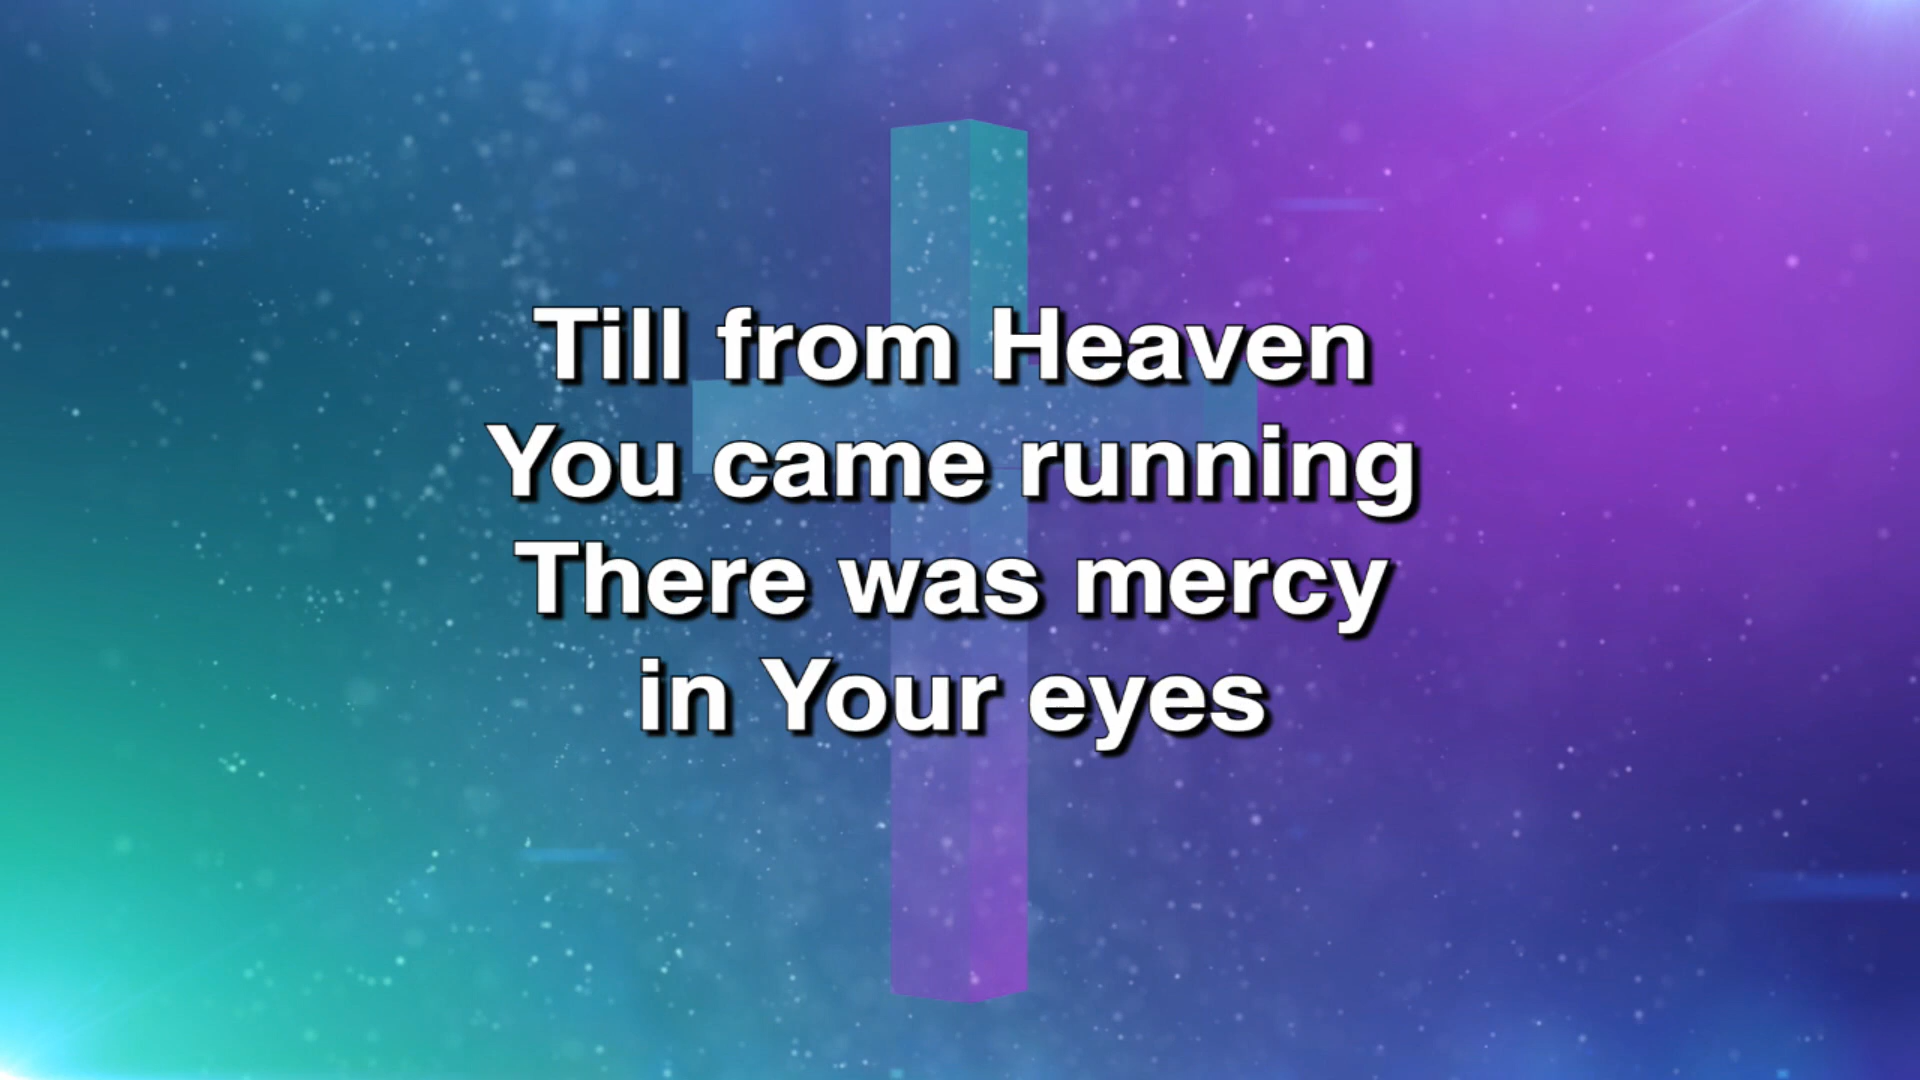 Till from Heaven
You came running
There was mercy
in Your eyes